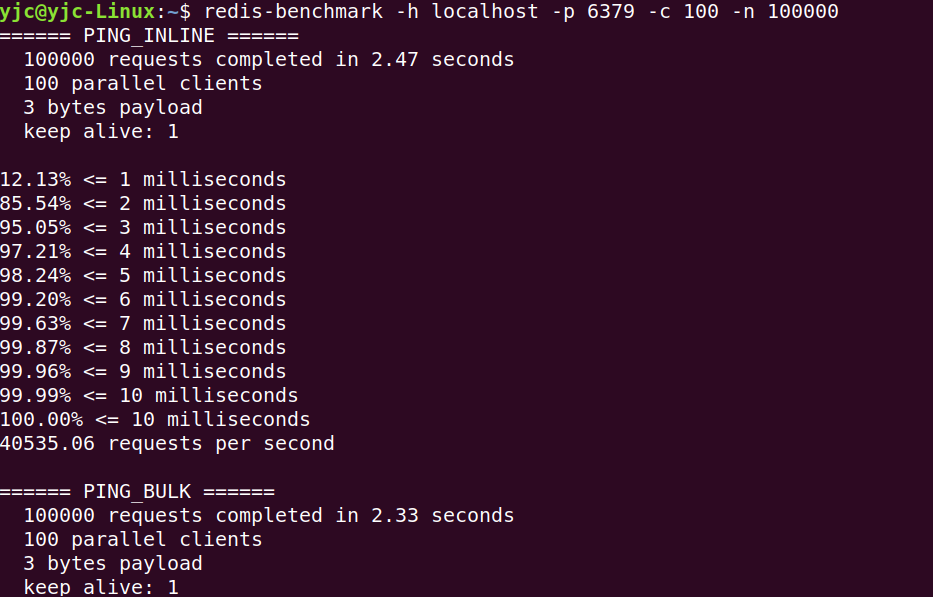 yjc@yjc-Linux:~$ redis-benchmark -h localhost -p 6379 -c 100 -n 100000
====== PING_INLINE ======
  100000 requests completed in 2.47 seconds
  100 parallel clients
  3 bytes payload
  keep alive: 1

12.13% <= 1 milliseconds
85.54% <= 2 milliseconds
95.05% <= 3 milliseconds
97.21% <= 4 milliseconds
98.24% <= 5 milliseconds
99.20% <= 6 milliseconds
99.63% <= 7 milliseconds
99.87% <= 8 milliseconds
99.96% <= 9 milliseconds
99.99% <= 10 milliseconds
100.00% <= 10 milliseconds
40535.06 requests per second

====== PING_BULK ======
  100000 requests completed in 2.33 seconds
  100 parallel clients
  3 bytes payload
  keep alive: 1